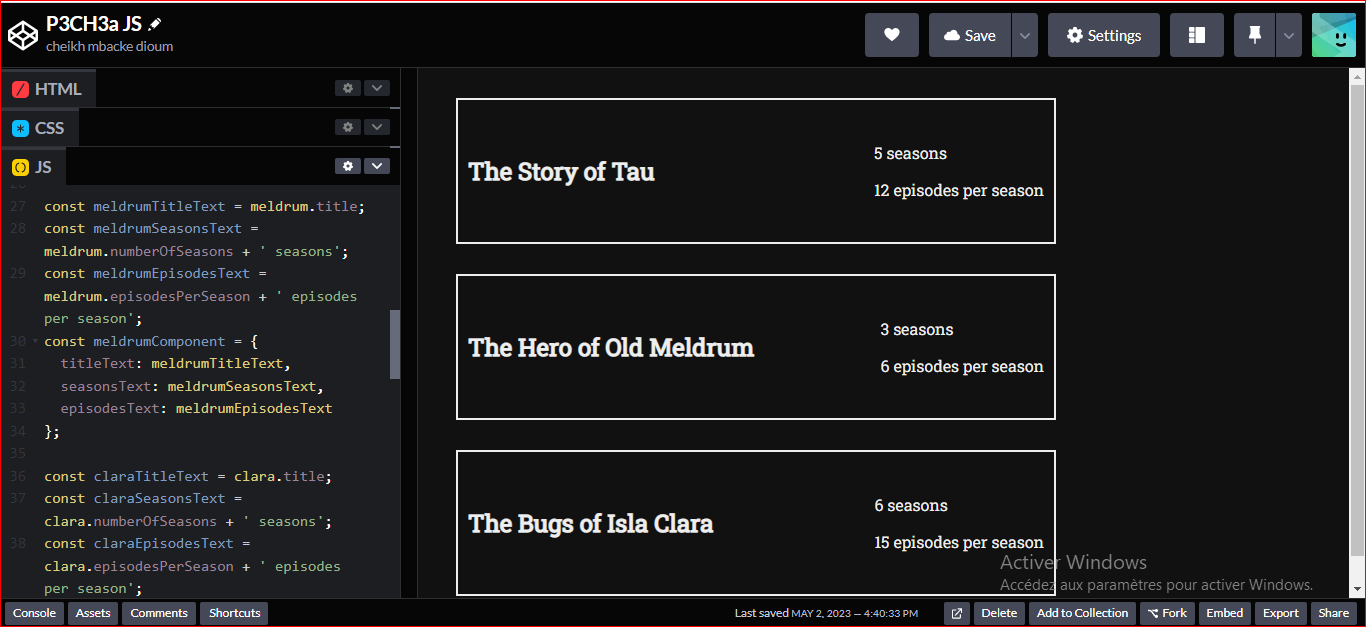 P3CH3a JS
cheikh mbacke dioum
Save
Settings
HTML
CSS
JS
26
27 const meldrumTitleText = meldrum.title;
28 const meldrumSeasonsText =
meldrum.numberOfSeasons + ' seasons';
29 const meldrumEpisodesText =
meldrum.episodesPerSeason + ' episodes
per season';
30 const meldrumComponent = {
31 titleText: meldrumTitleText,
32 seasonsText: meldrumSeasonsText,
33 episodesText: meldrumEpisodesText
34 };
35
36 const claraTitleText = clara.title;
37 const claraSeasonsText =
clara.numberOfSeasons + ' seasons';
38 const claraEpisodesText =
clara.episodesPerSeason + ' episodes
per season';
The Story of Tau
5 seasons
12 episodes per season
The Hero of Old Meldrum
3 seasons
6 episodes per season
The Bugs of Isla Clara
6 seasons
15 episodes per season
Activer Windows
Accédez aux paramètres pour activer Windows.
Console Assets Comments Shortcuts Last saved MAY 2, 2023 — 4:40:33 PM Delete Add to Collection Fork Embed Export Share